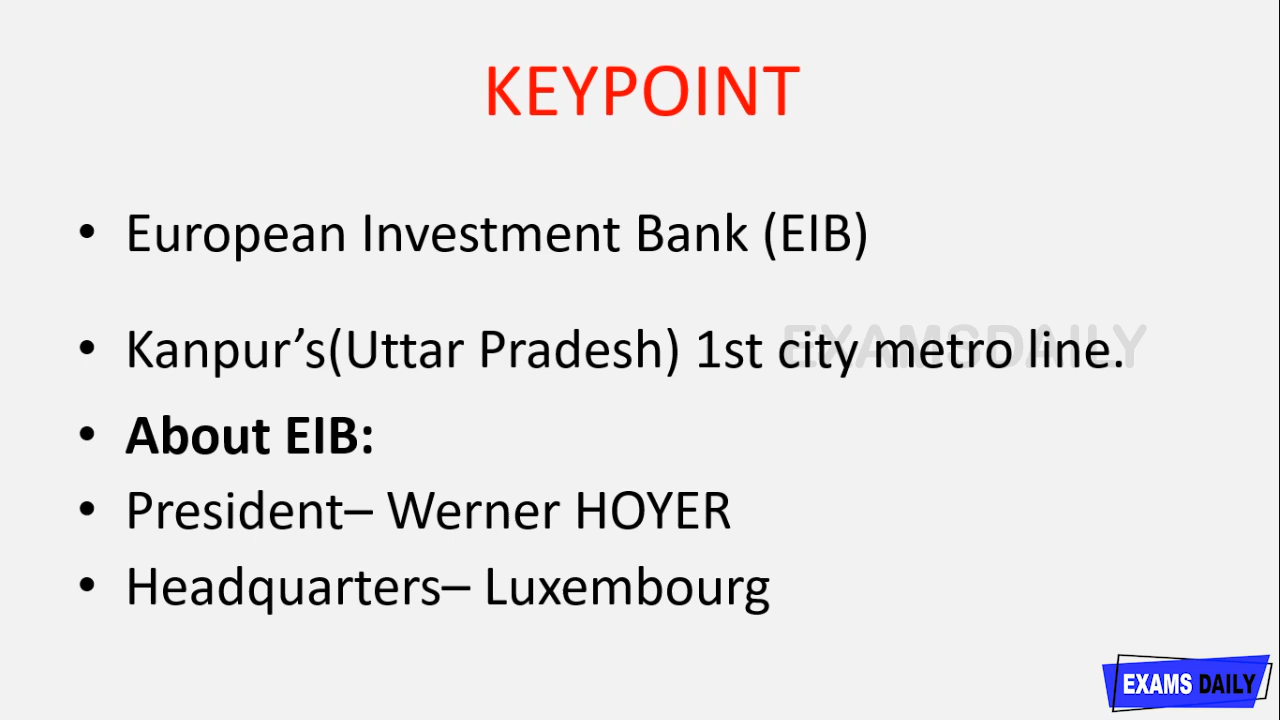 KEYPOINT
• European Investment Bank (EIB)
• Kanpur’s(Uttar Pradesh) 1st city metro line.
EXAMSDAILY
• About EIB:
• President– Werner HOYER
• Headquarters– Luxembourg
EXAMS DAILY